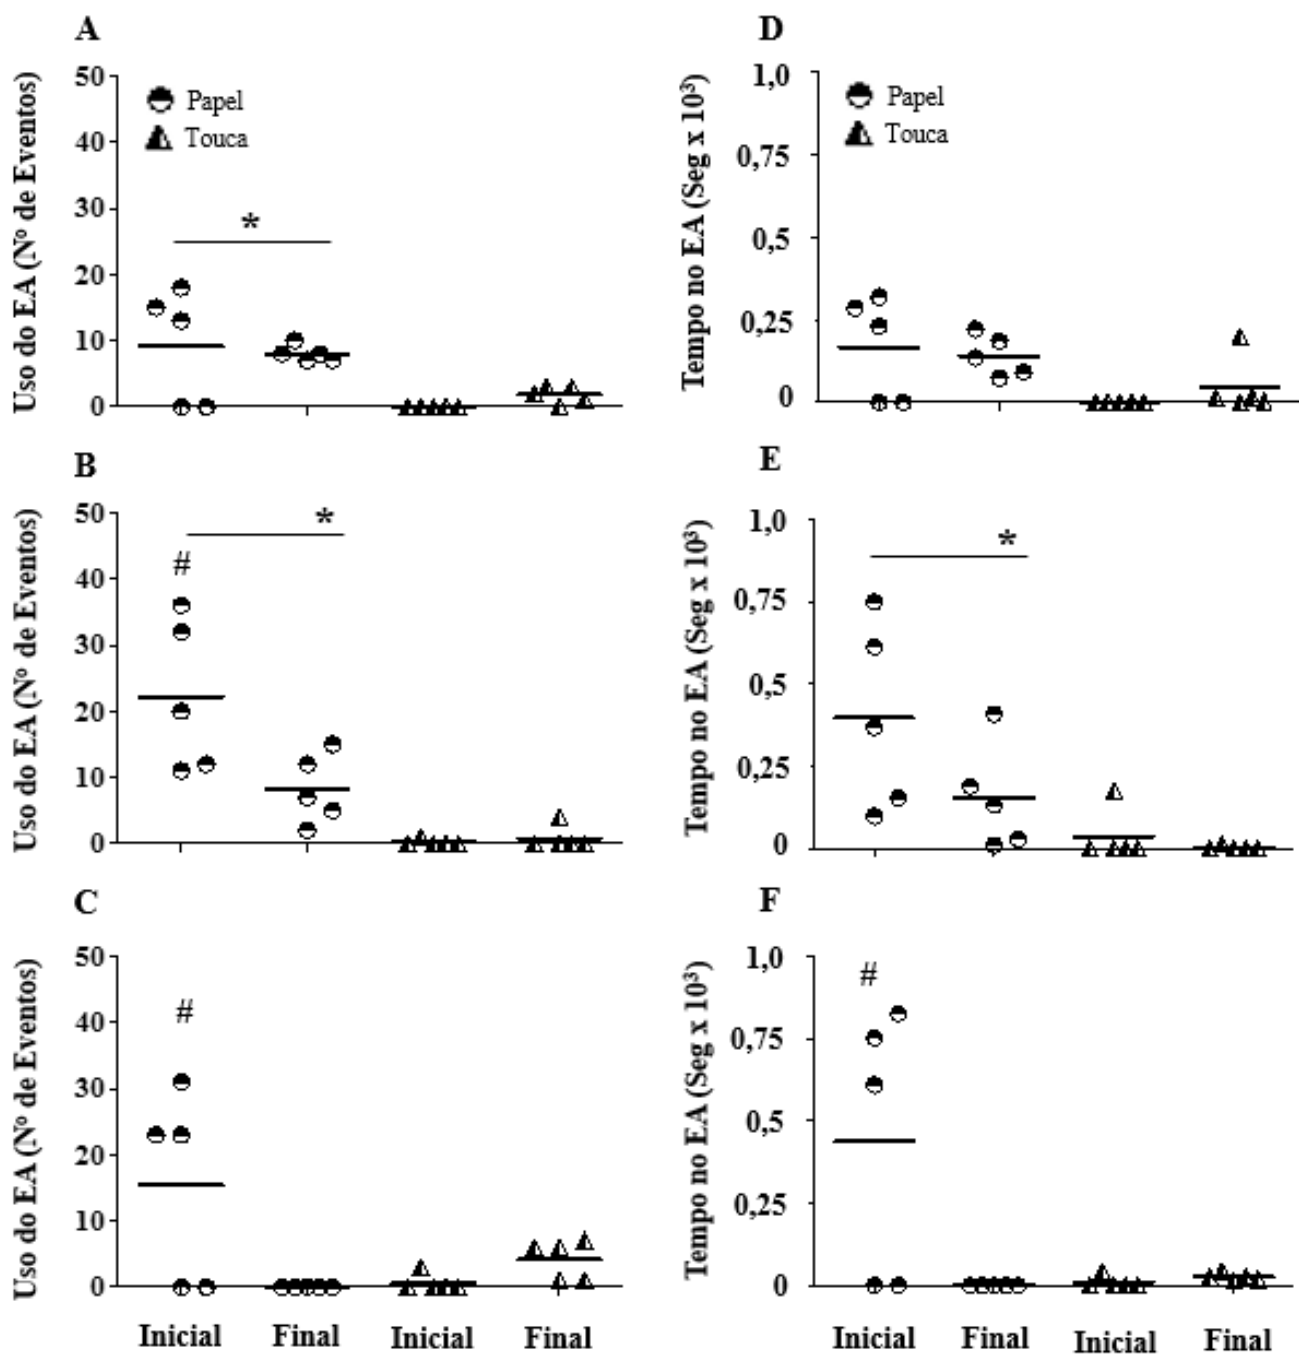 A
Uso do EA (Nº de Eventos)
50
40
30
20
10
0
Papel
Touca
*
D
Tempo no EA (Seg x 10³)
1,0
0,75
0,5
0,25
0
Papel
Touca
B
Uso do EA (Nº de Eventos)
50
40
30
20
10
0
*
#
E
Tempo no EA (Seg x 10³)
1,0
0,75
0,5
0,25
0
*
C
Uso do EA (Nº de Eventos)
50
40
30
20
10
0
#
Inicial Final Inicial Final
F
Tempo no EA (Seg x 10³)
1,0
0,75
0,5
0,25
0
#
Inicial Final Inicial Final